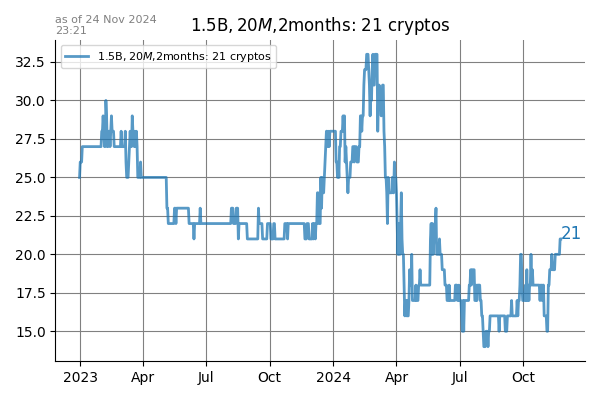 as of 24 Nov 2024
23:21
1.5B, 20M,2months: 21 cryptos
1.5B, 20M,2months: 21 cryptos
32.5
30.0
27.5
25.0
22.5
20.0
17.5
15.0
21
2023 Apr Jul Oct 2024 Apr Jul Oct